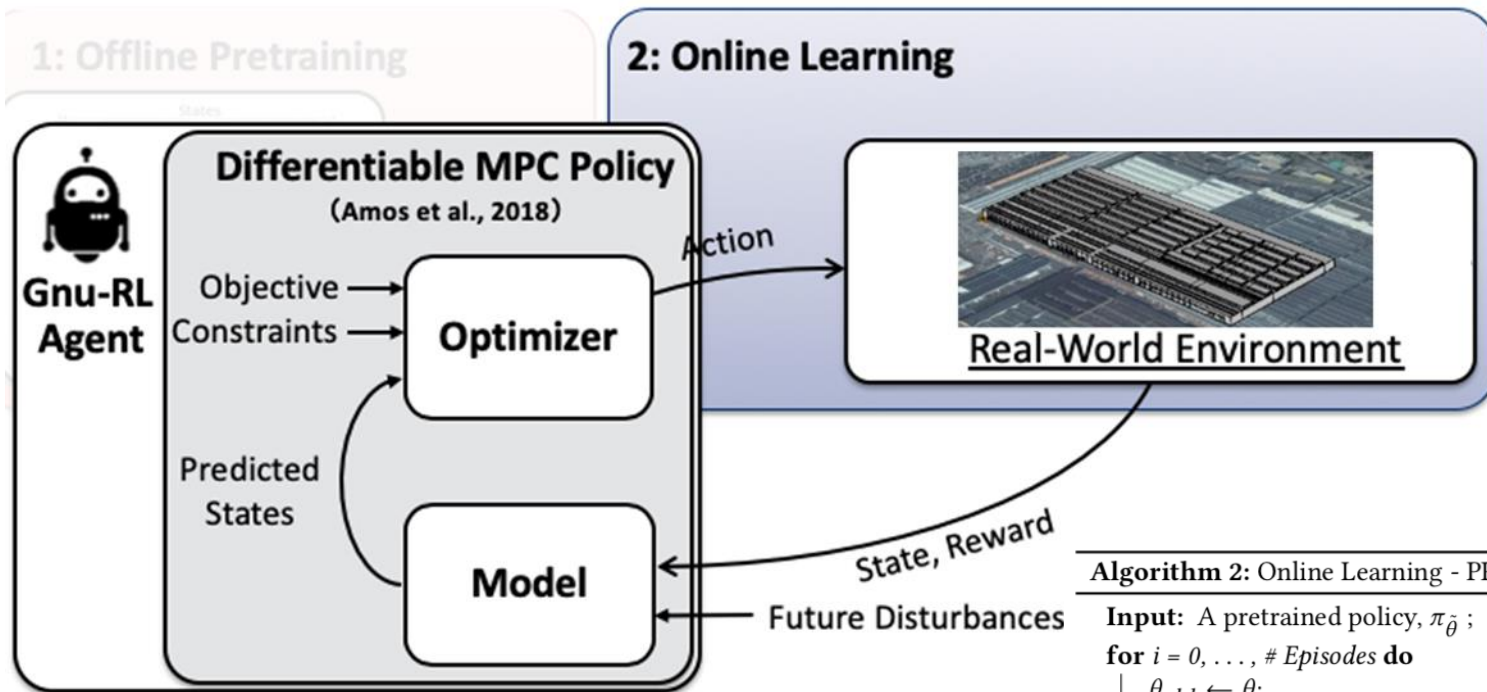 1: Offline Pretraining
States
2: Online Learning
Differentiable MPC Policy
(Amos et al., 2018)
Gnu-RL
Agent
Objective
Constraints
Optimizer
Action
Real-World Environment
Predicted
States
Model
State, Reward
Future Disturbances
Algorithm 2: Online Learning - P
Input: A pretrained policy, π_θ̃ ;
for i = 0, . . . , # Episodes do